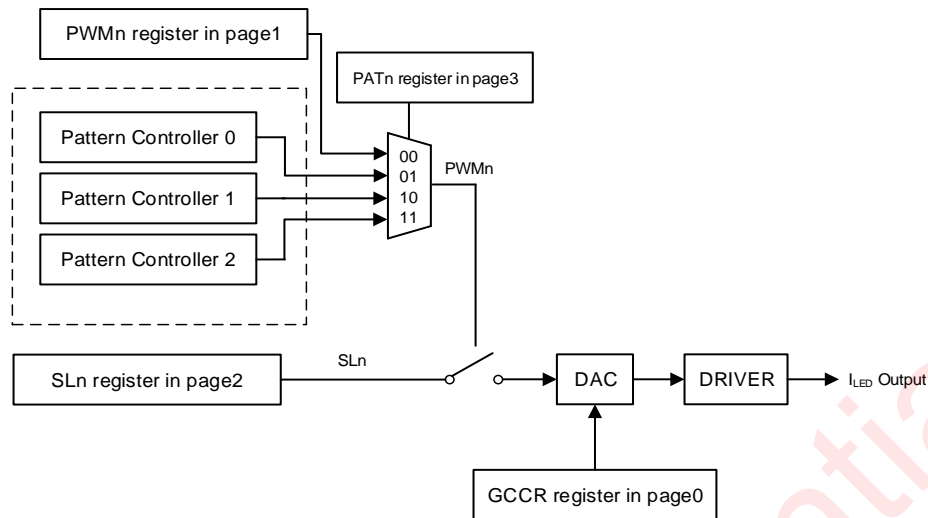 PWMn register in page1
PATn register in page3
Pattern Controller 0
00
PWMn
01
Pattern Controller 1
10
11
Pattern Controller 2
SLn
SLn register in page2
DAC
DRIVER
ILED Output
GCCR register in page0